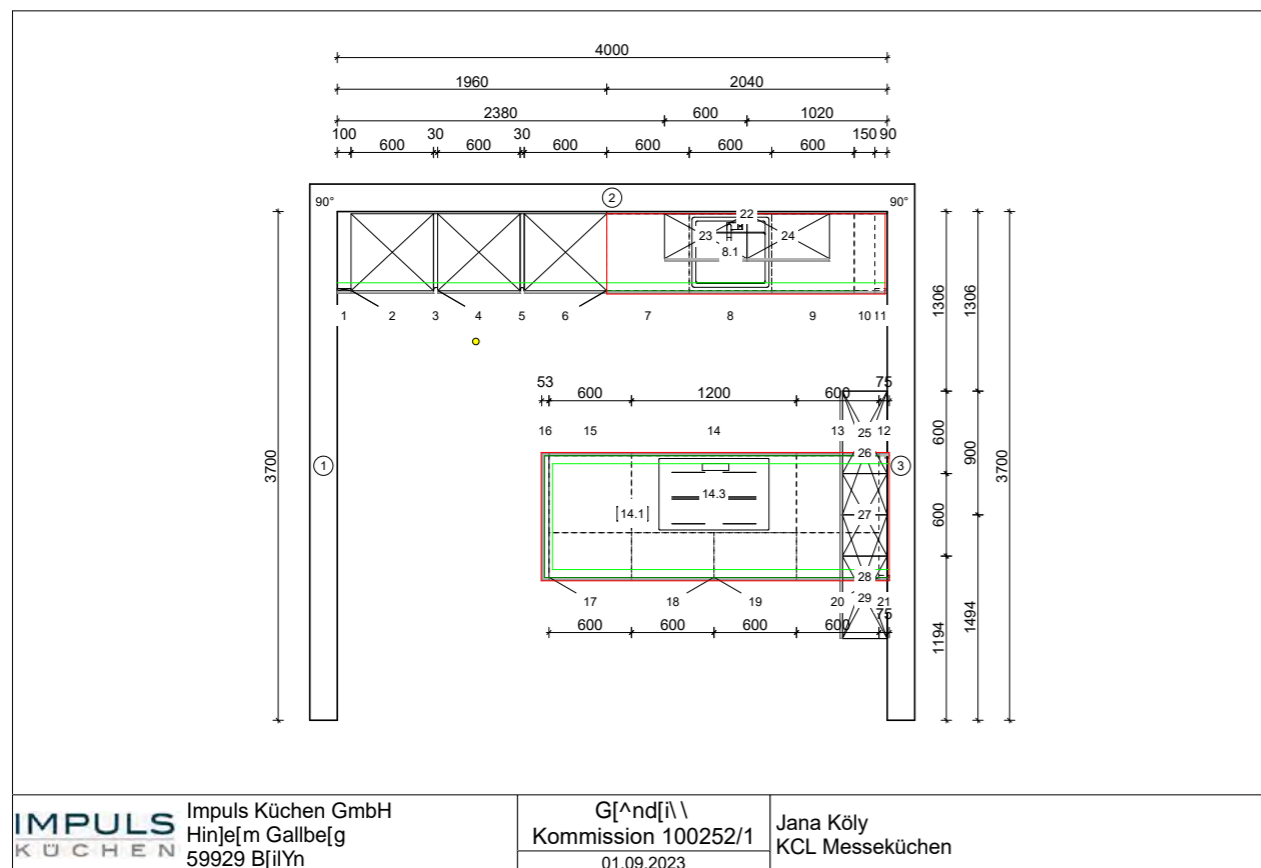 4000
1960 2040
2380 600 1020
100 600 30 600 30 600 600 600 600 150 90
90° 2 90°
22
23 24
8.1
1 2 3 4 5 6 7 8 9 10 11
1306 1306
53 600 1200 600 75
16 15 14 13 25 12
26
600 900
3700 1 3 3700
14.3
[14.1] 27
600
28
17 18 19 20 29 21
600 600 600 600 75
1194 1494
IMPULS
KÜCHEN
Impuls Küchen GmbH
Hin]e[m Gallbe[g
59929 B[ilYn
G[^nd[i\ \
Kommission 100252/1
01.09.2023
Jana Köly
KCL Messeküchen